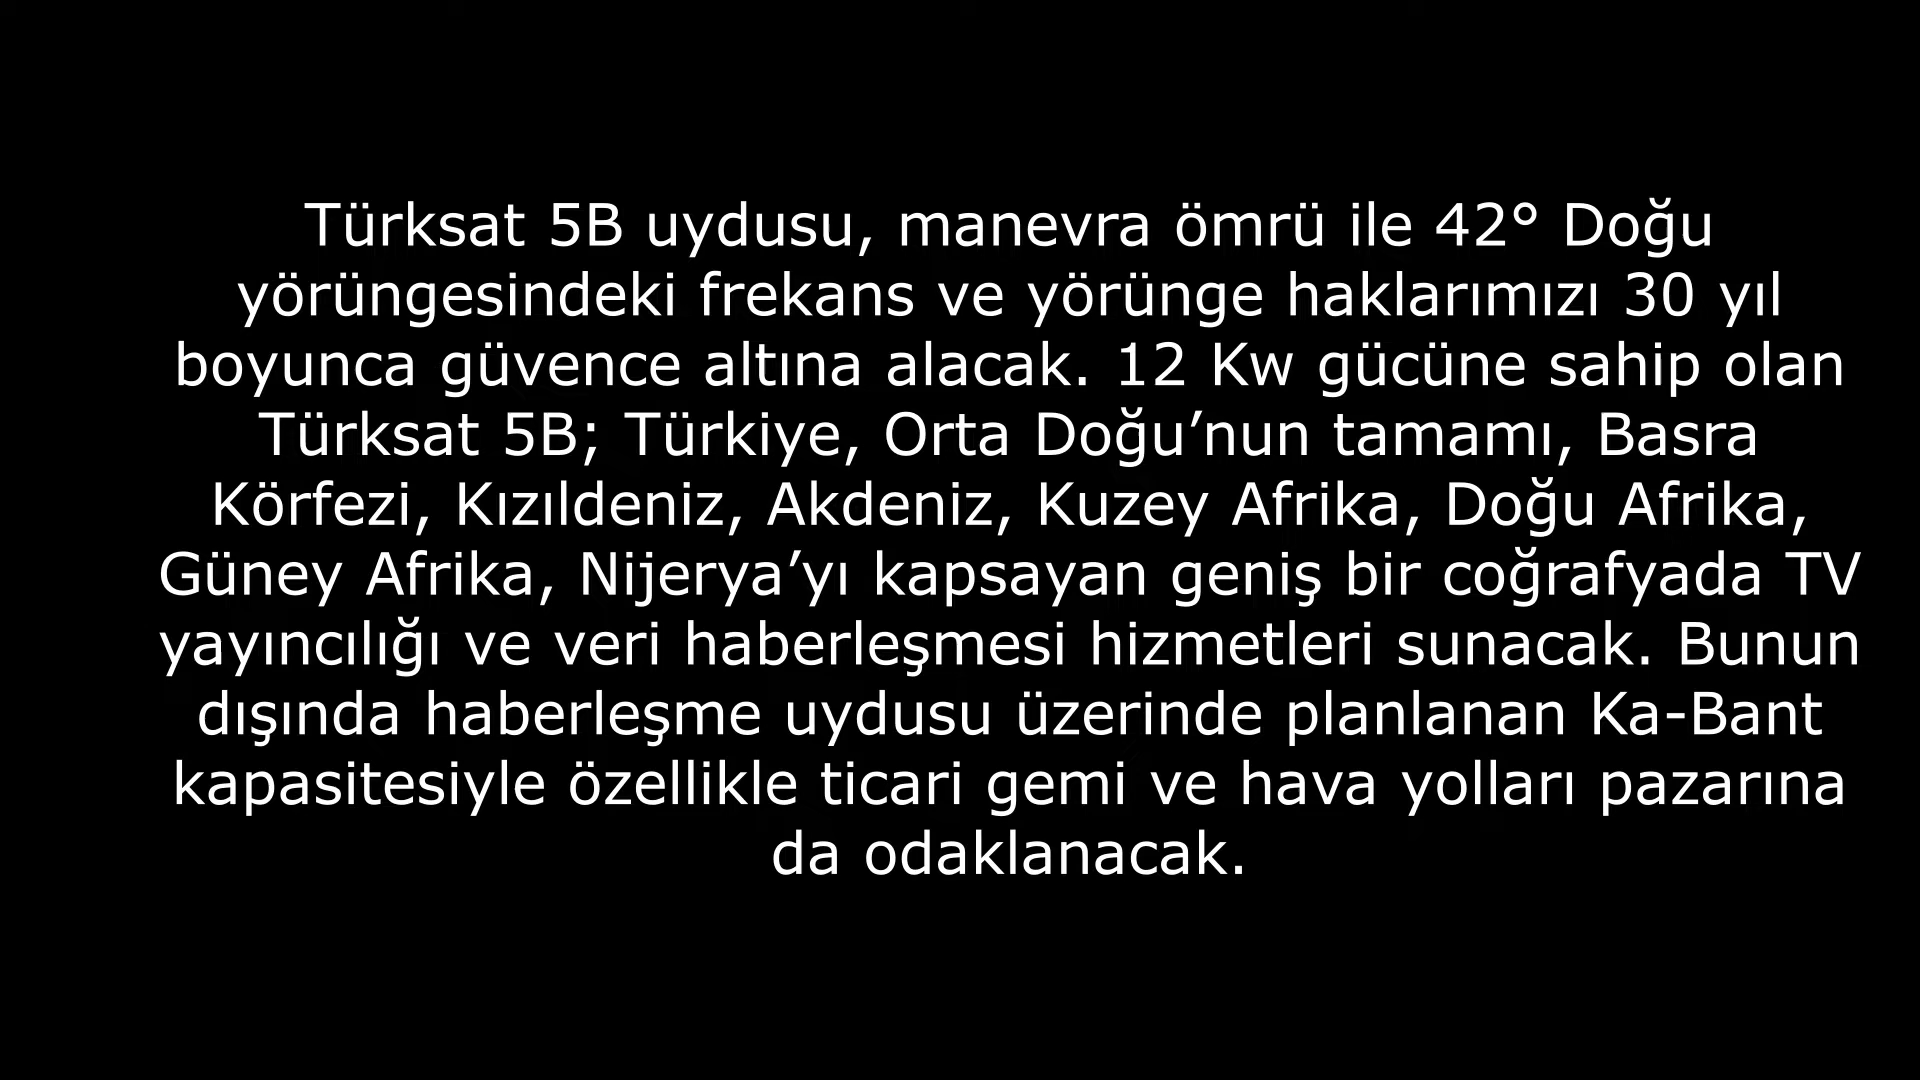 Türksat 5B uydusu, manevra ömrü ile 42° Doğu
yörüngesindeki frekans ve yörünge haklarımızı 30 yıl
boyunca güvence altına alacak. 12 Kw gücüne sahip olan
Türksat 5B; Türkiye, Orta Doğu’nun tamamı, Basra
Körfezi, Kızıldeniz, Akdeniz, Kuzey Afrika, Doğu Afrika,
Güney Afrika, Nijerya’yı kapsayan geniş bir coğrafyada TV
yayıncılığı ve veri haberleşmesi hizmetleri sunacak. Bunun
dışında haberleşme uydusu üzerinde planlanan Ka-Bant
kapasitesiyle özellikle ticari gemi ve hava yolları pazarına
da odaklanacak.